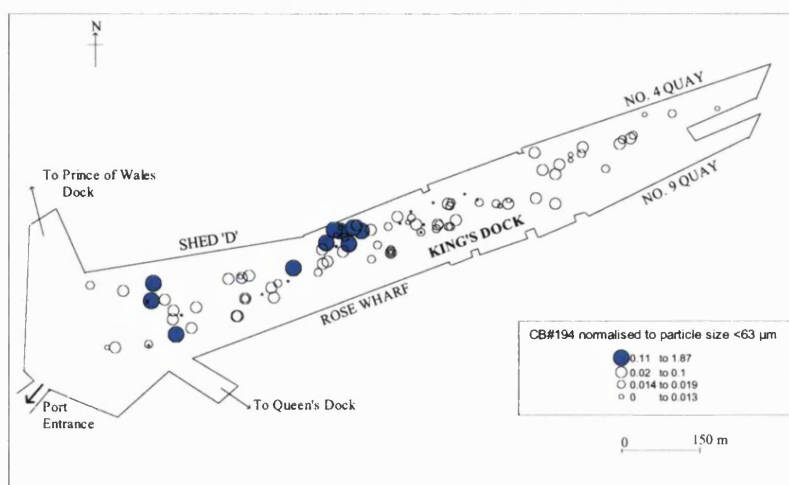 N
NO. 4 QUAY
To Prince of Wales
Dock
NO. 9 QUAY
SHED 'D'
KING'S DOCK
ROSE WHARF
CB#194 normalised to particle size <63 µm
0.11 to 1.87
0.02 to 0.1
0.014 to 0.019
0 to 0.013
Port
Entrance
To Queen's Dock
0 150 m